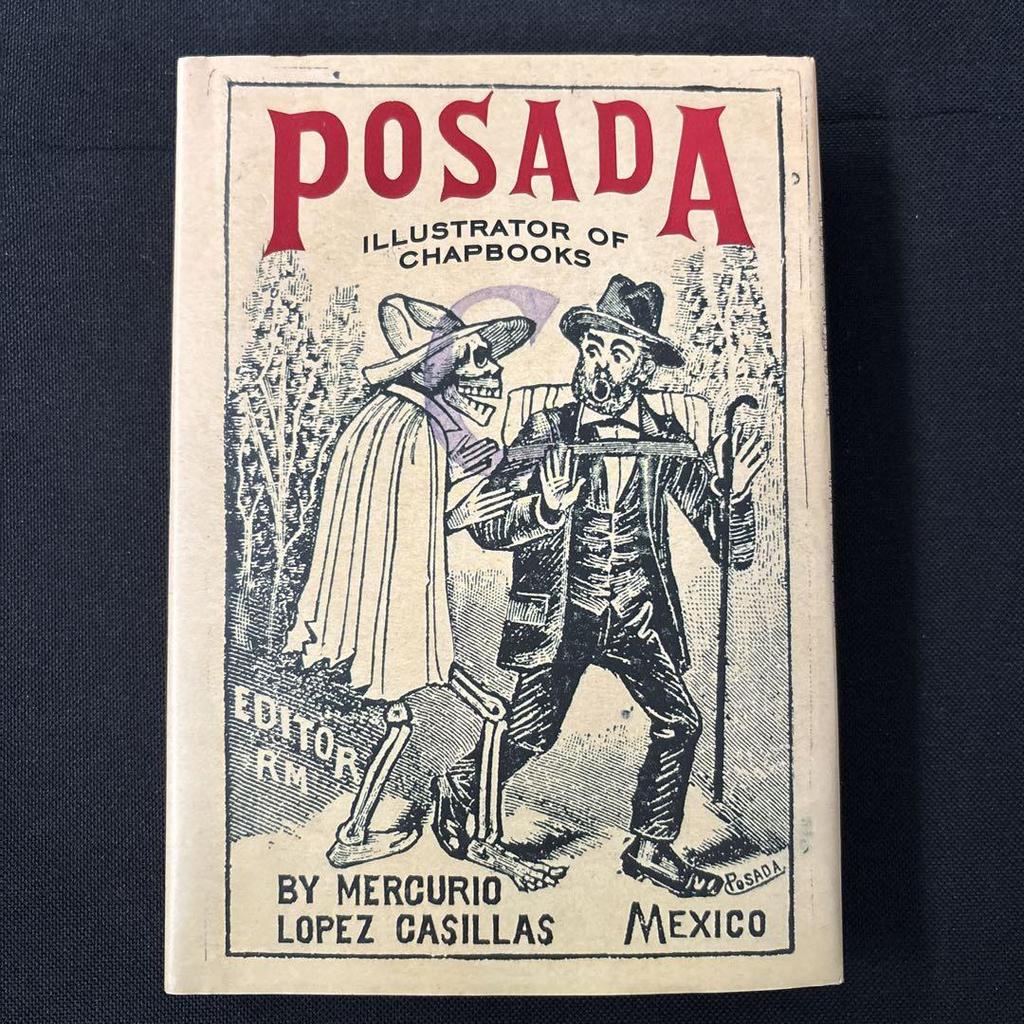 POSADA
ILLUSTRATOR OF
CHAPBOOKS
EDITOR
RM
POSADA
BY MERCURIO
LOPEZ CASILLAS
MEXICO